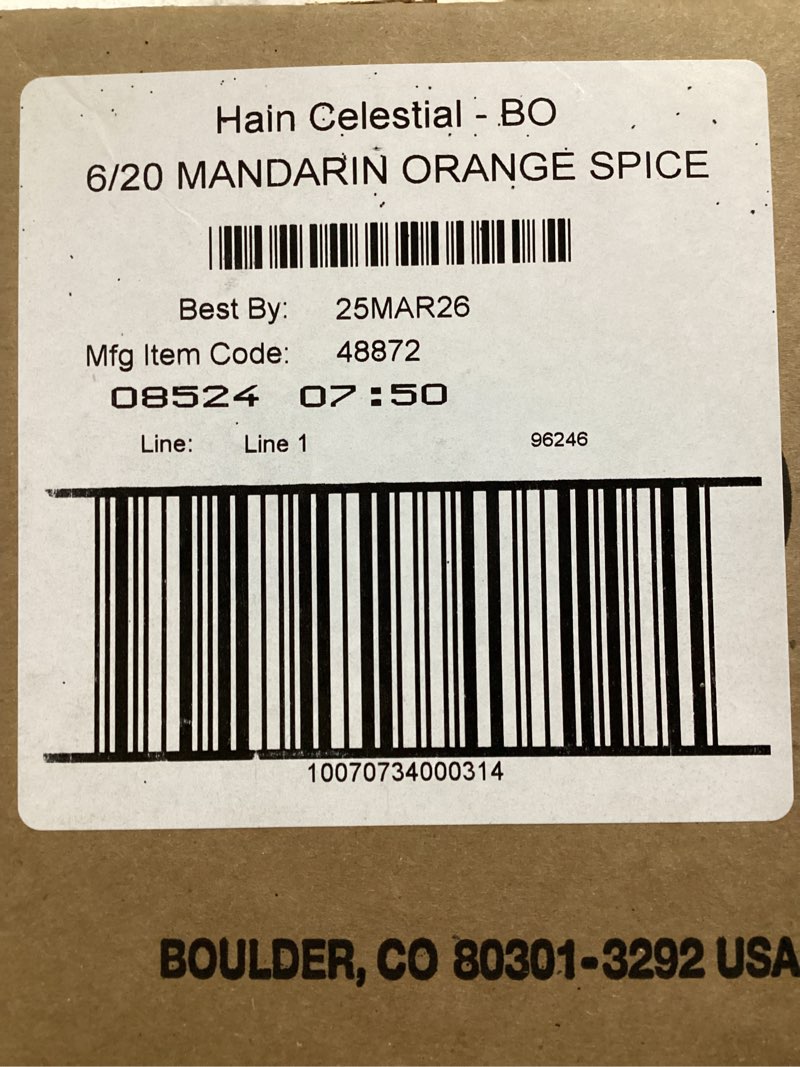 Hain Celestial - BO
6/20 MANDARIN ORANGE SPICE
Best By: 25MAR26
Mfg Item Code: 48872
08524 07:50
Line: Line 1 96246
10070734000314
BOULDER, CO 80301-3292 USA